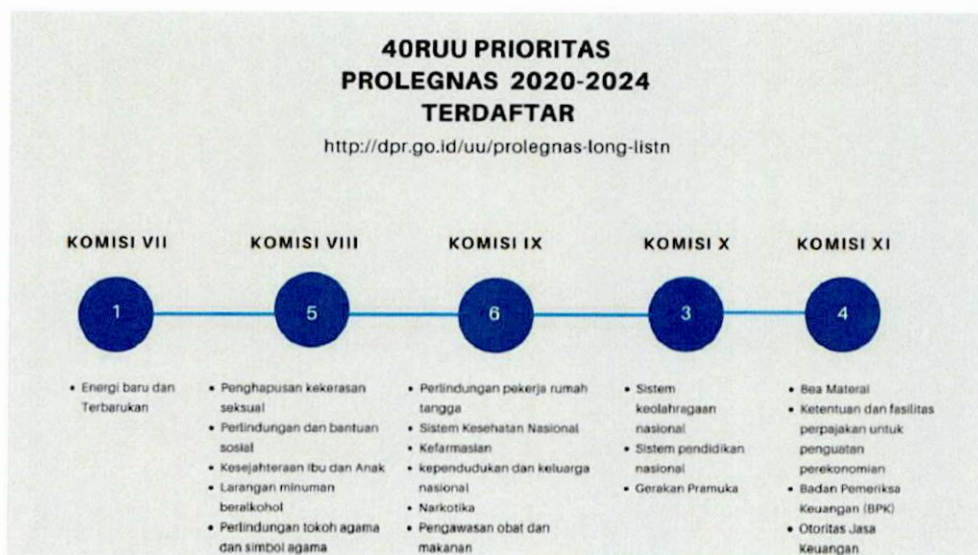 40RUU PRIORITAS
PROLEGNAS 2020-2024
TERDAFTAR
http://dpr.go.id/uu/prolegnas-long-listn
KOMISI VII
1
• Energi baru dan
Terbarukan
KOMISI VIII
5
• Penghapusan kekerasan
seksual
• Perlindungan dan bantuan
sosial
• Kesejahteraan Ibu dan Anak
• Larangan minuman
beralkohol
• Perlindungan tokoh agama
dan simbol agama
KOMISI IX
6
• Perlindungan pekerja rumah
tangga
• Sistem Kesehatan Nasional
• Kefarmasian
• kependudukan dan keluarga
nasional
• Narkotika
• Pengawasan obat dan
makanan
KOMISI X
3
• Sistem
keolahragaan
nasional
• Sistem pendidikan
nasional
• Gerakan Pramuka
KOMISI XI
4
• Bea Materai
• Ketentuan dan fasilitas
perpajakan untuk
penguatan
perekonomian
• Badan Pemeriksa
Keuangan (BPK)
• Otoritas Jasa
Keuangan